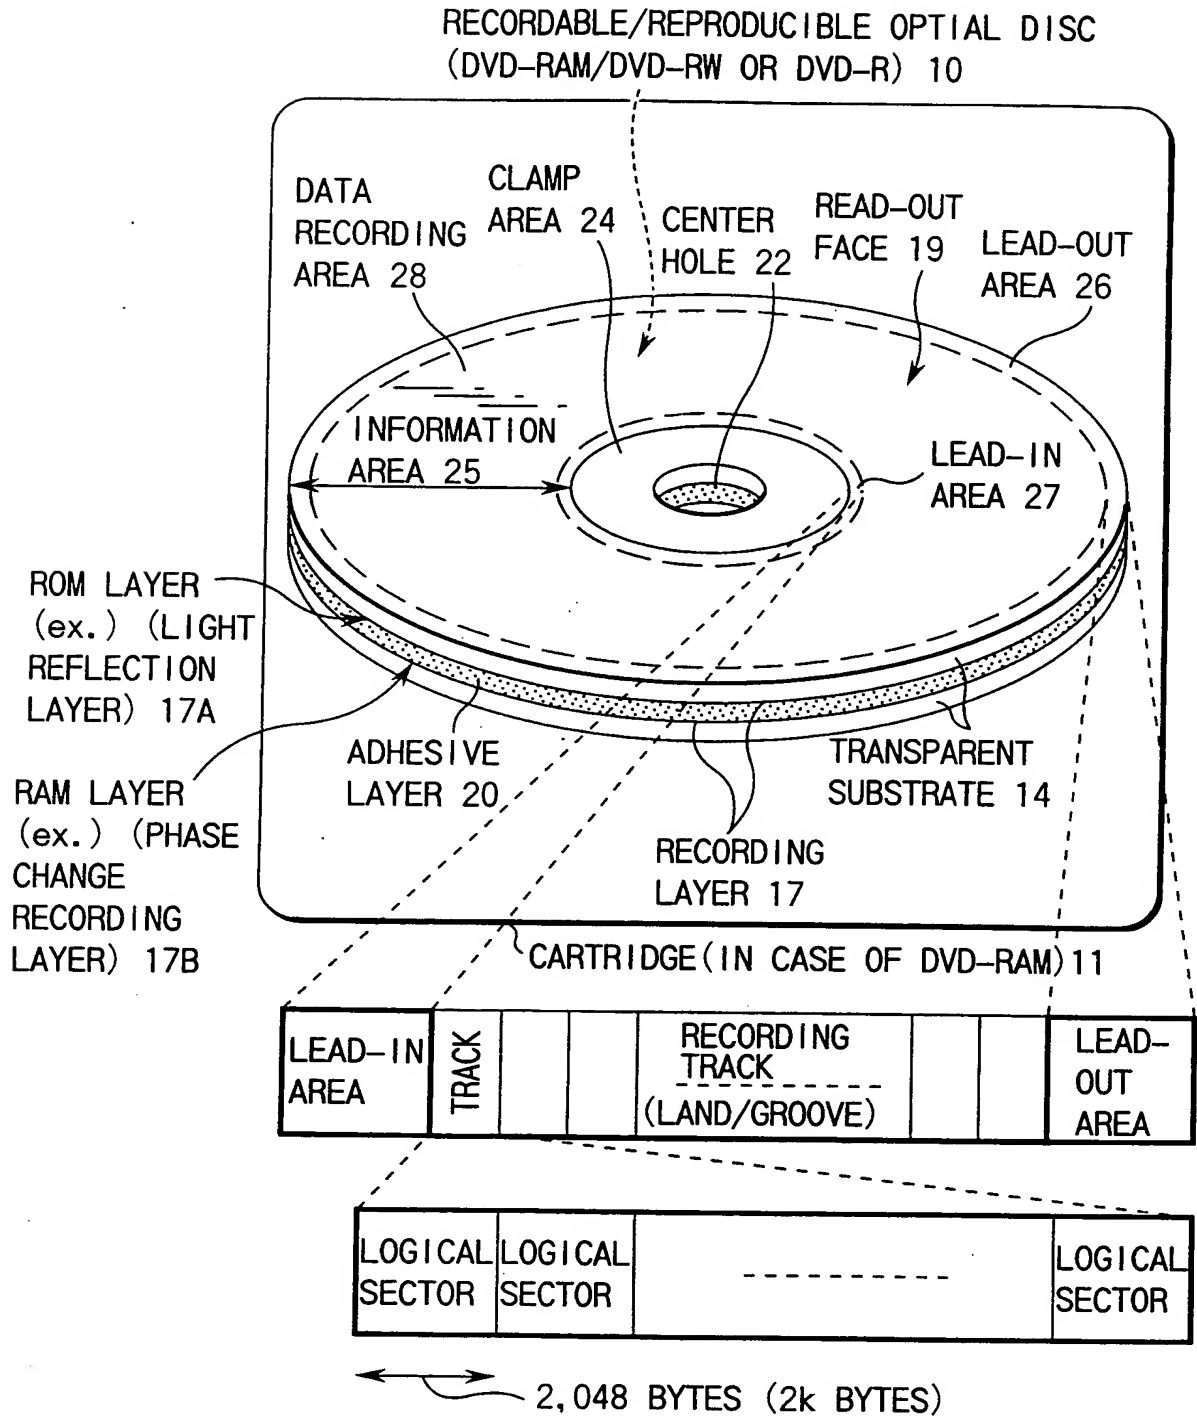 RECORDABLE/REPRODUCIBLE OPTIAL DISC
(DVD-RAM/DVD-RW OR DVD-R) 10
DATA
RECORDING
AREA 28
CLAMP
AREA 24
CENTER
HOLE 22
READ-OUT
FACE 19
LEAD-OUT
AREA 26
INFORMATION
AREA 25
LEAD-IN
AREA 27
ROM LAYER
(ex.) (LIGHT
REFLECTION
LAYER) 17A
RAM LAYER
(ex.) (PHASE
CHANGE
RECORDING
LAYER) 17B
ADHESIVE
LAYER 20
TRANSPARENT
SUBSTRATE 14
RECORDING
LAYER 17
CARTRIDGE(IN CASE OF DVD-RAM)11
LEAD-IN
AREA
TRACK
RECORDING
TRACK
(LAND/GROOVE)
LEAD-
OUT
AREA
LOGICAL
SECTOR
LOGICAL
SECTOR
LOGICAL
SECTOR
2,048 BYTES (2k BYTES)